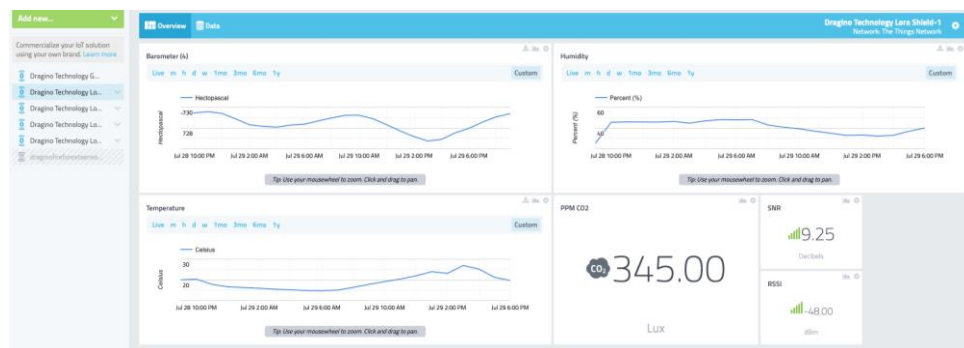 Add new...
Commercialize your IoT solution
using your own brand. Learn more
Dragino Technology G...
Dragino Technology Lo...
Dragino Technology Lo...
Dragino Technology Lo...
Dragino Technology Lo...
Overview Data
Dragino Technology Lora Shield-1
Network: The Things Network
Barometer (4)
Live m h d w 1mo 3mo 6mo 1y
Custom
Hectopascal
Hectopascal
730
728
Jul 28 10:00 PM Jul 29 2:00 AM Jul 29 6:00 AM Jul 29 10:00 AM Jul 29 2:00 PM Jul 29 6:00 PM
Tip: Use your mousewheel to zoom. Click and drag to pan.
Humidity
Live m h d w 1mo 3mo 6mo 1y
Custom
Percent (%)
Percent (%)
60
40
Jul 28 10:00 PM Jul 29 2:00 AM Jul 29 6:00 AM Jul 29 10:00 AM Jul 29 2:00 PM Jul 29 6:00 PM
Tip: Use your mousewheel to zoom. Click and drag to pan.
Temperature
Live m h d w 1mo 3mo 6mo 1y
Custom
Celsius
Celsius
30
20
Jul 28 10:00 PM Jul 29 2:00 AM Jul 29 6:00 AM Jul 29 10:00 AM Jul 29 2:00 PM Jul 29 6:00 PM
Tip: Use your mousewheel to zoom. Click and drag to pan.
PPM CO2
CO2 345.00
Lux
SNR
9.25
Decibels
RSSI
-48.00
dBm